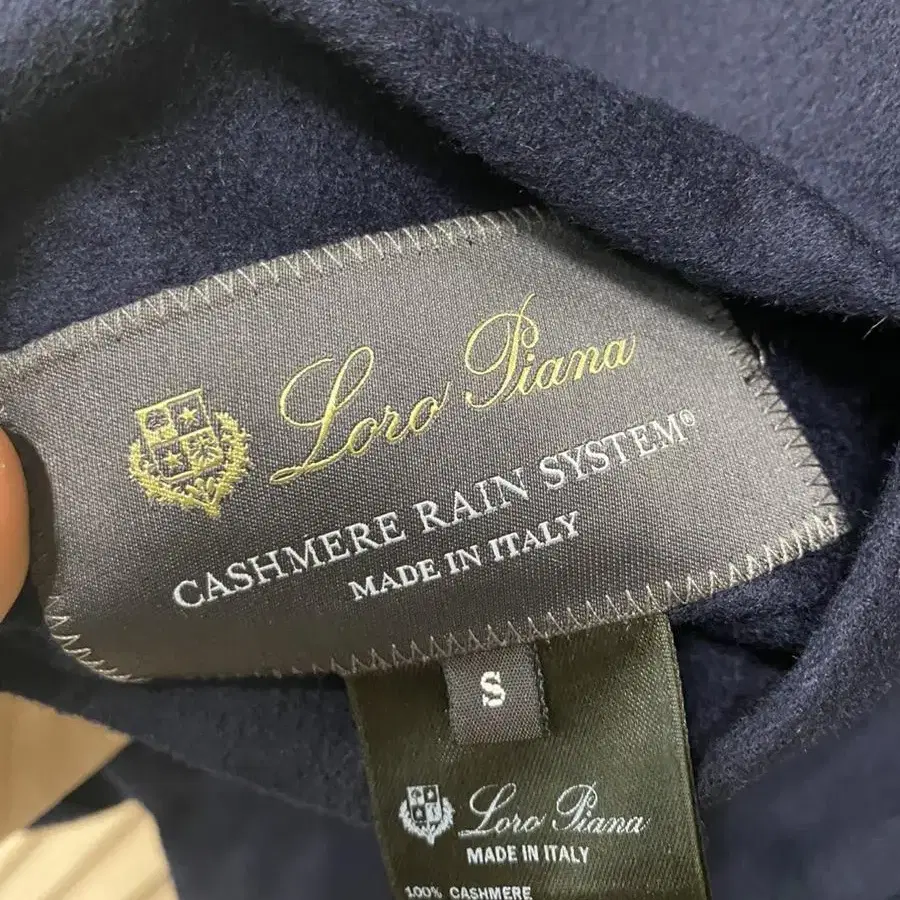 Loro Piana
CASHMERE RAIN SYSTEM®
MADE IN ITALY
S
Loro Piana
MADE IN ITALY
100% CASHMERE